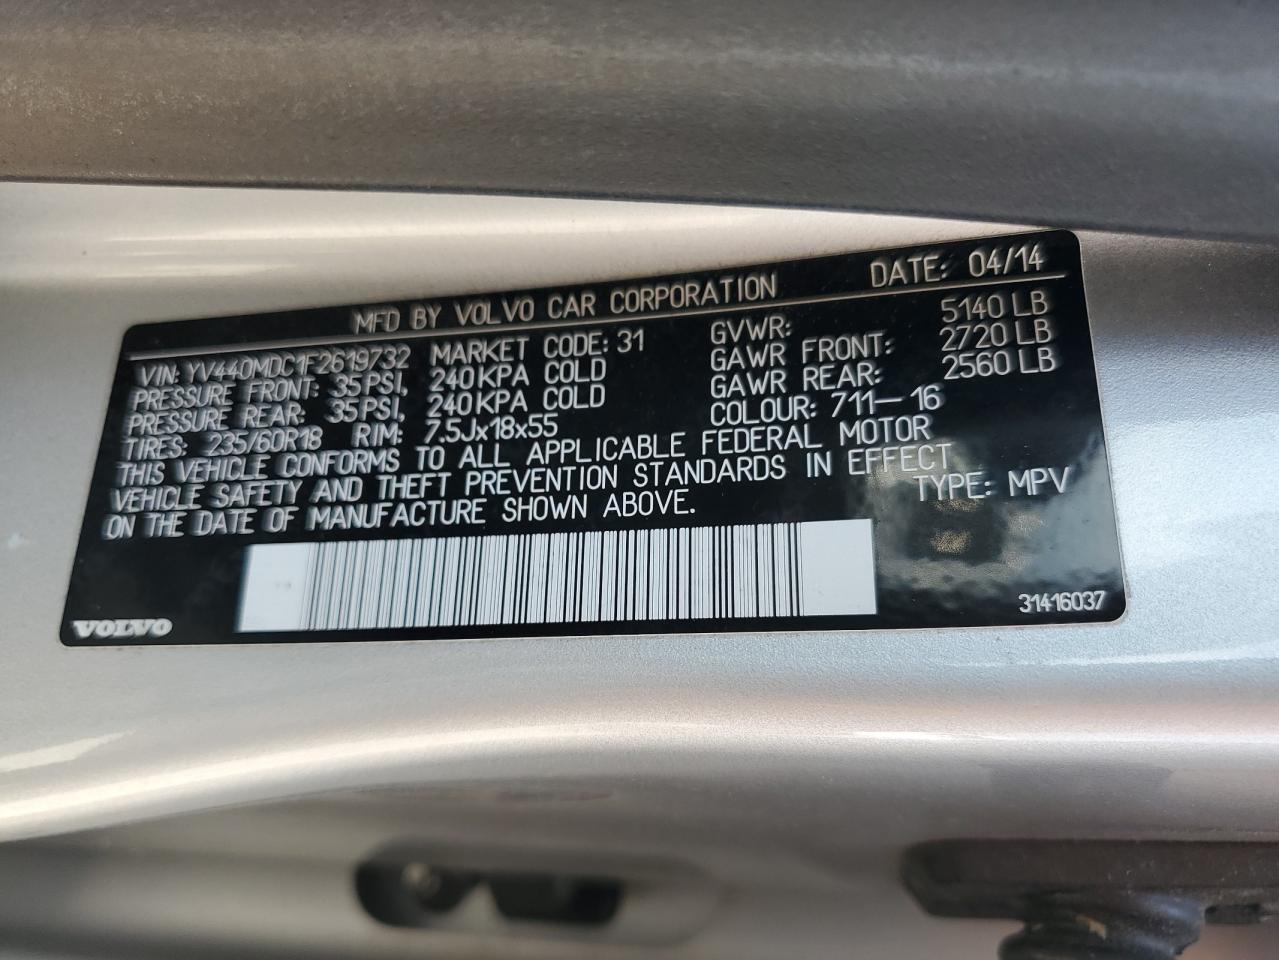 MFD BY VOLVO CAR CORPORATION DATE: 04/14
VIN: YV440MDC1F2619732 MARKET CODE: 31 GVWR: 5140 LB
PRESSURE FRONT: 35 PSI, 240 KPA COLD GAWR FRONT: 2720 LB
PRESSURE REAR: 35 PSI, 240 KPA COLD GAWR REAR: 2560 LB
TIRES: 235/60R18 RIM: 7.5Jx18x55 COLOUR: 711-16
THIS VEHICLE CONFORMS TO ALL APPLICABLE FEDERAL MOTOR
VEHICLE SAFETY AND THEFT PREVENTION STANDARDS IN EFFECT
ON THE DATE OF MANUFACTURE SHOWN ABOVE. TYPE: MPV
VOLVO 31416037